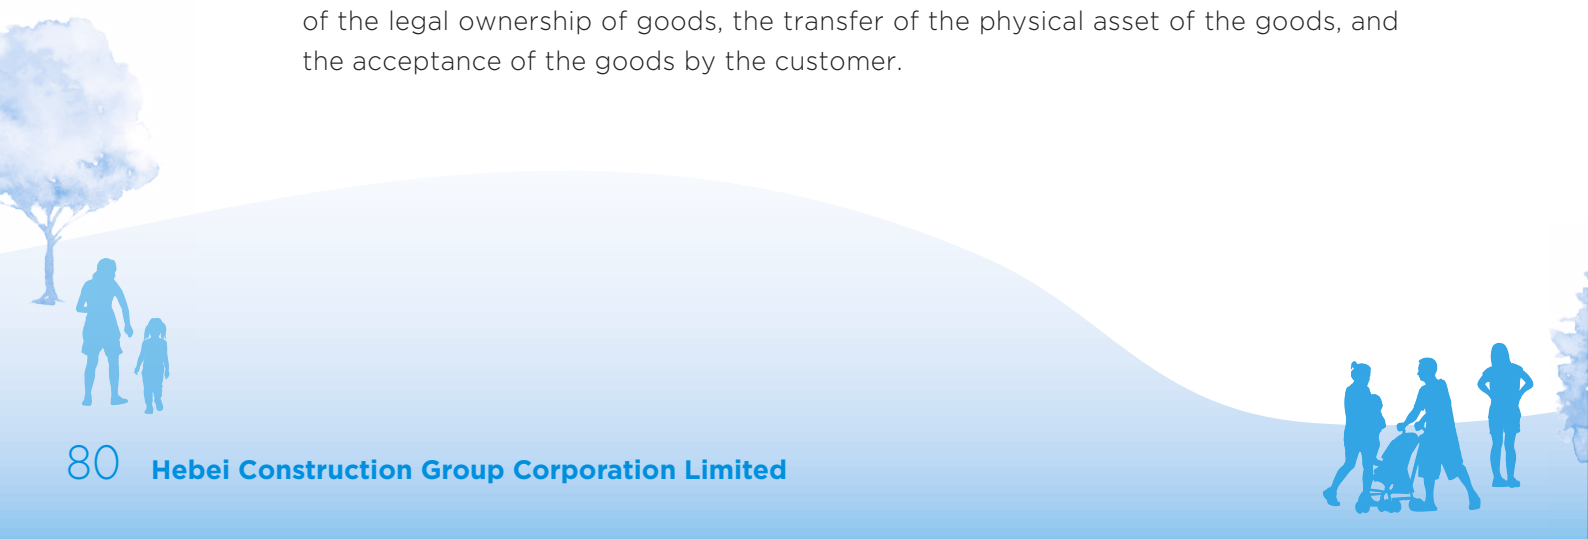 of the legal ownership of goods, the transfer of the physical asset of the goods, and
the acceptance of the goods by the customer.
80 Hebei Construction Group Corporation Limited